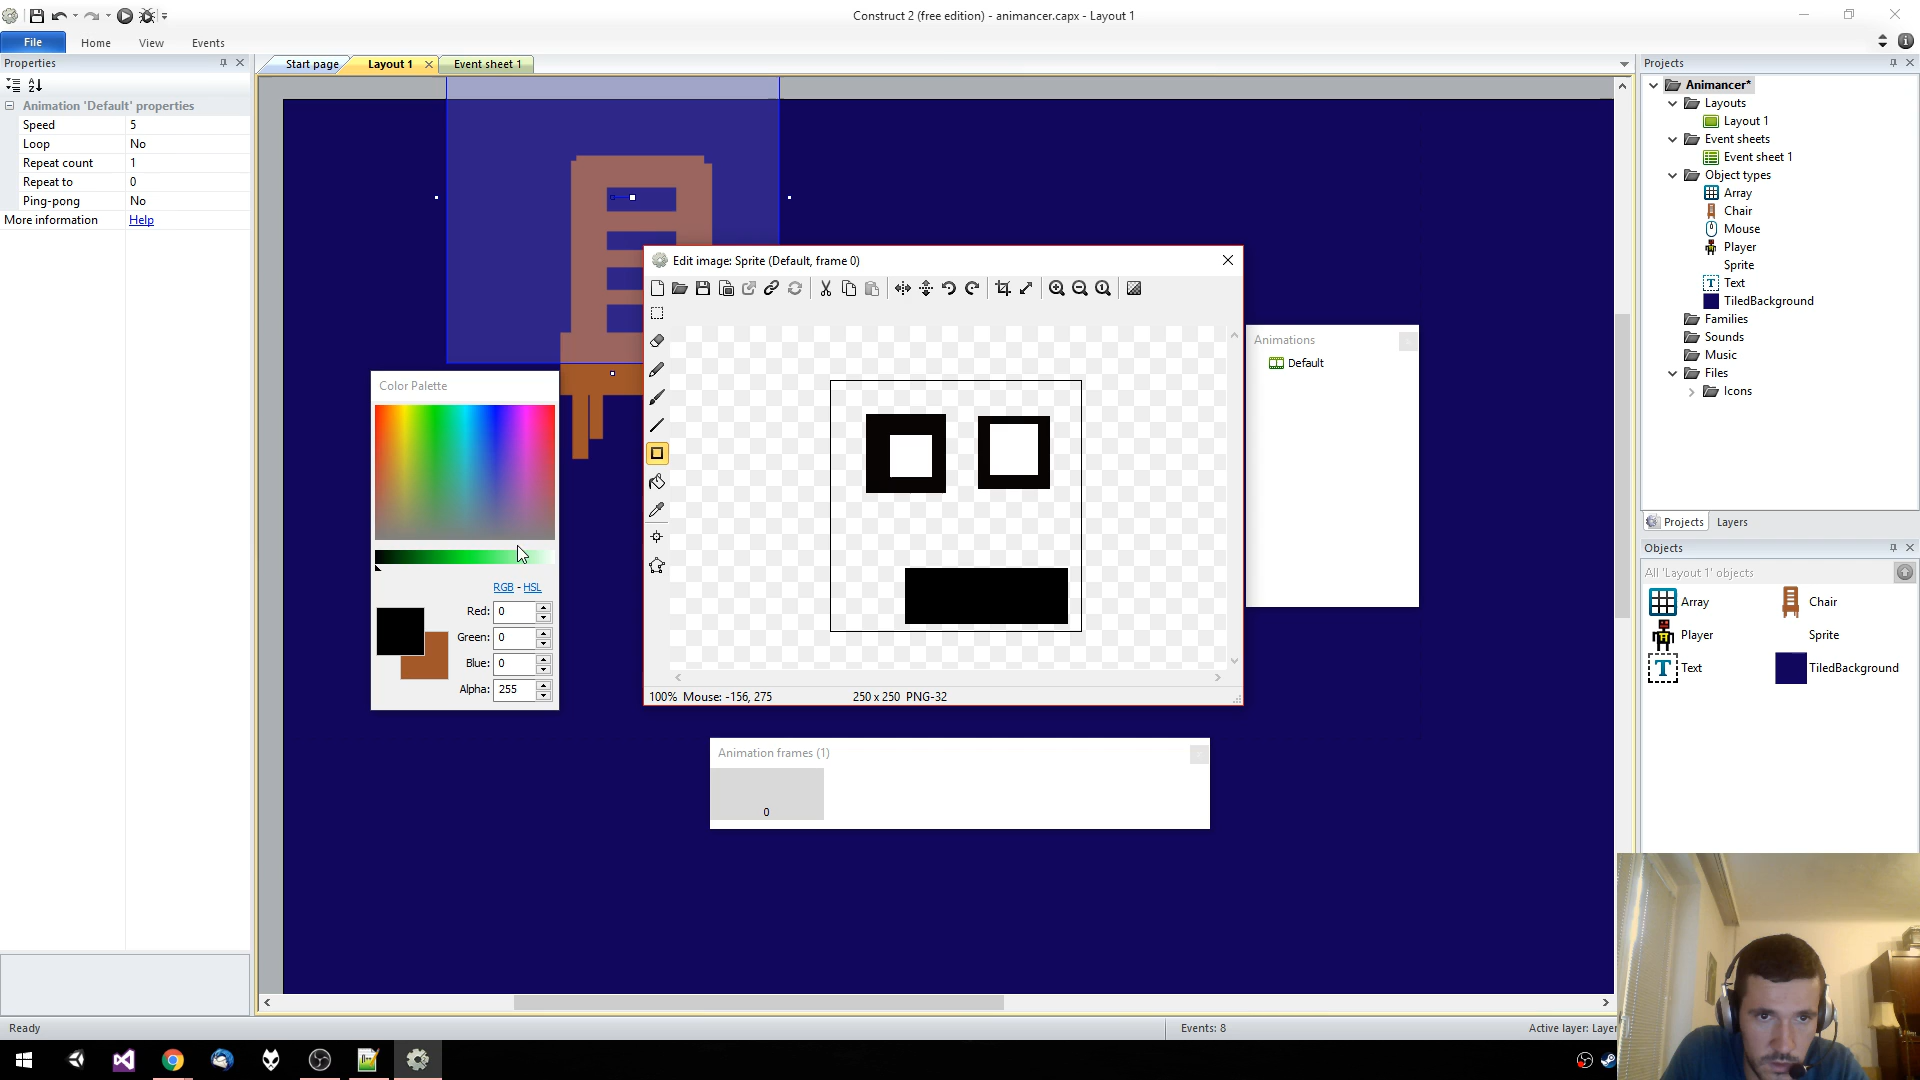 Construct 2 (free edition) - animancer.capx - Layout 1
File
Home
View
Events
Properties
Start page
Layout 1
Event sheet 1
Projects
Animation 'Default' properties
Speed 5
Loop No
Repeat count 1
Repeat to 0
Ping-pong No
More information Help
Animancer*
Layouts
Layout 1
Event sheets
Event sheet 1
Object types
Array
Chair
Mouse
Player
Sprite
Text
TiledBackground
Families
Sounds
Music
Files
Icons
Edit image: Sprite (Default, frame 0)
Animations
Default
Color Palette
RGB - HSL
Red: 0
Green: 0
Blue: 0
Alpha: 255
100% Mouse: -156, 275
250 x 250 PNG-32
Animation frames (1)
0
Projects
Layers
Objects
All 'Layout 1' objects
Array
Chair
Player
Sprite
Text
TiledBackground
Ready
Events: 8
Active layer: Layer